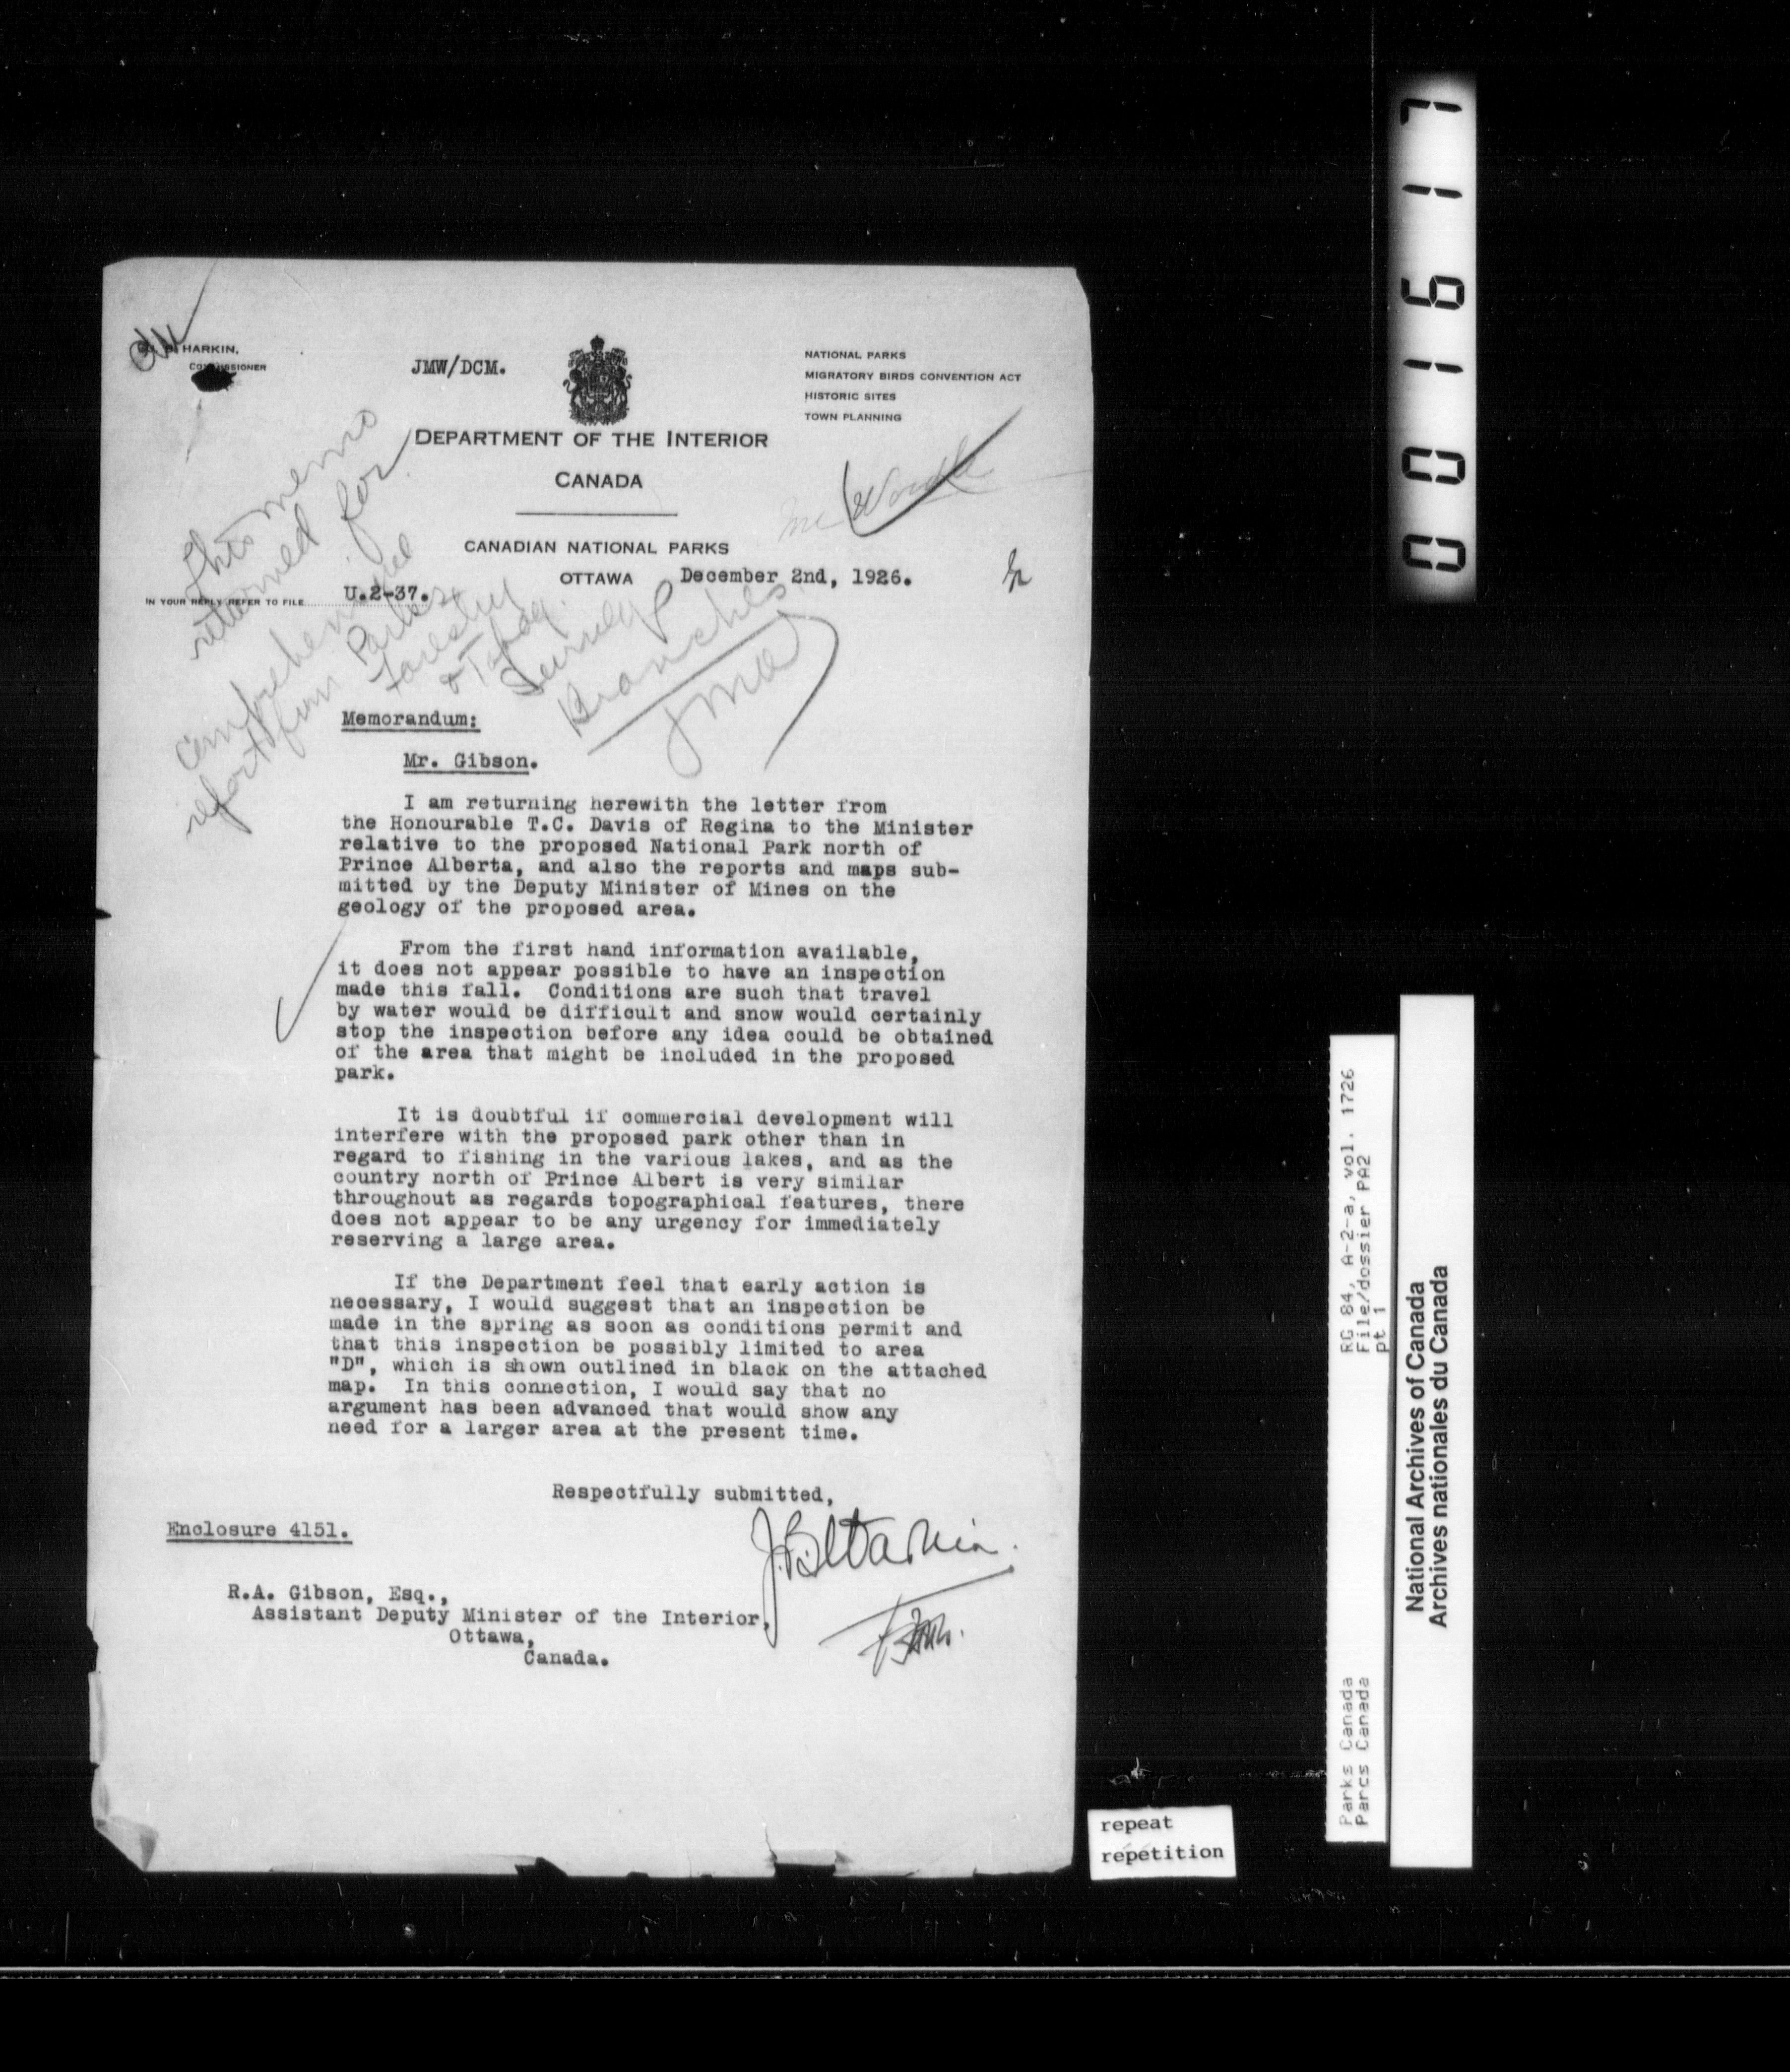 HARKIN,
COMMISSIONER
JMW/DCM.
NATIONAL PARKS
MIGRATORY BIRDS CONVENTION ACT
HISTORIC SITES
TOWN PLANNING
DEPARTMENT OF THE INTERIOR
CANADA
CANADIAN NATIONAL PARKS
OTTAWA December 2nd, 1926.
IN YOUR REPLY REFER TO FILE U.2-37.
This memo
returned for
comprehensive
report from Parks
Forestry
& Topog.
Survey
Branches
Memorandum:
Mr. Gibson.
I am returning herewith the letter from
the Honourable T.C. Davis of Regina to the Minister
relative to the proposed National Park north of
Prince Alberta, and also the reports and maps sub-
mitted by the Deputy Minister of Mines on the
geology of the proposed area.
From the first hand information available,
it does not appear possible to have an inspection
made this fall. Conditions are such that travel
by water would be difficult and snow would certainly
stop the inspection before any idea could be obtained
of the area that might be included in the proposed
park.
It is doubtful if commercial development will
interfere with the proposed park other than in
regard to fishing in the various lakes, and as the
country north of Prince Albert is very similar
throughout as regards topographical features, there
does not appear to be any urgency for immediately
reserving a large area.
If the Department feel that early action is
necessary, I would suggest that an inspection be
made in the spring as soon as conditions permit and
that this inspection be possibly limited to area
"D", which is shown outlined in black on the attached
map. In this connection, I would say that no
argument has been advanced that would show any
need for a larger area at the present time.
Respectfully submitted,
J.B. Harkin.
Enclosure 4151.
R.A. Gibson, Esq.,
Assistant Deputy Minister of the Interior,
Ottawa,
Canada.
001617
RG 84, A-2-a, vol. 1726
File/dossier PA2
pt 1
Parks Canada
Parcs Canada
National Archives of Canada
Archives nationales du Canada
repeat
repétition